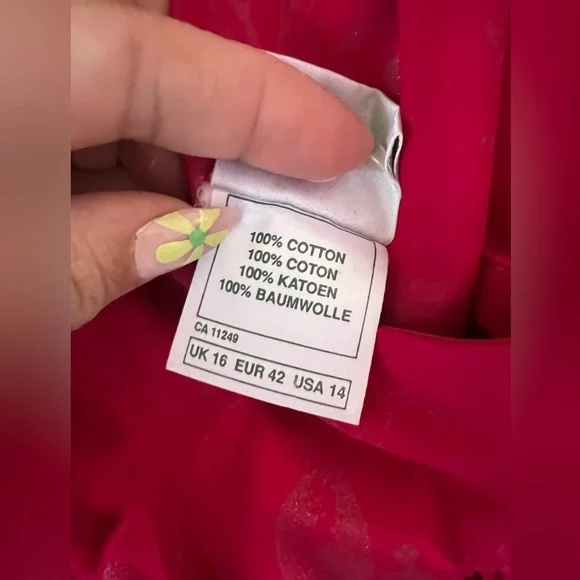 100% COTTON
100% COTON
100% KATOEN
100% BAUMWOLLE
CA 11249
UK 16 EUR 42 USA 14